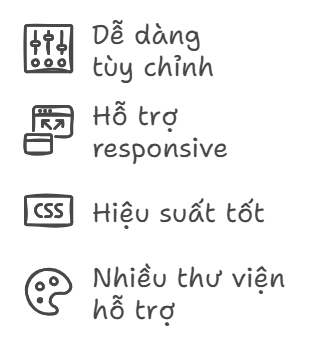 Dễ dàng
tùy chỉnh
Hỗ trợ
responsive
CSS
Hiệu suất tốt
Nhiều thư viện
hỗ trợ